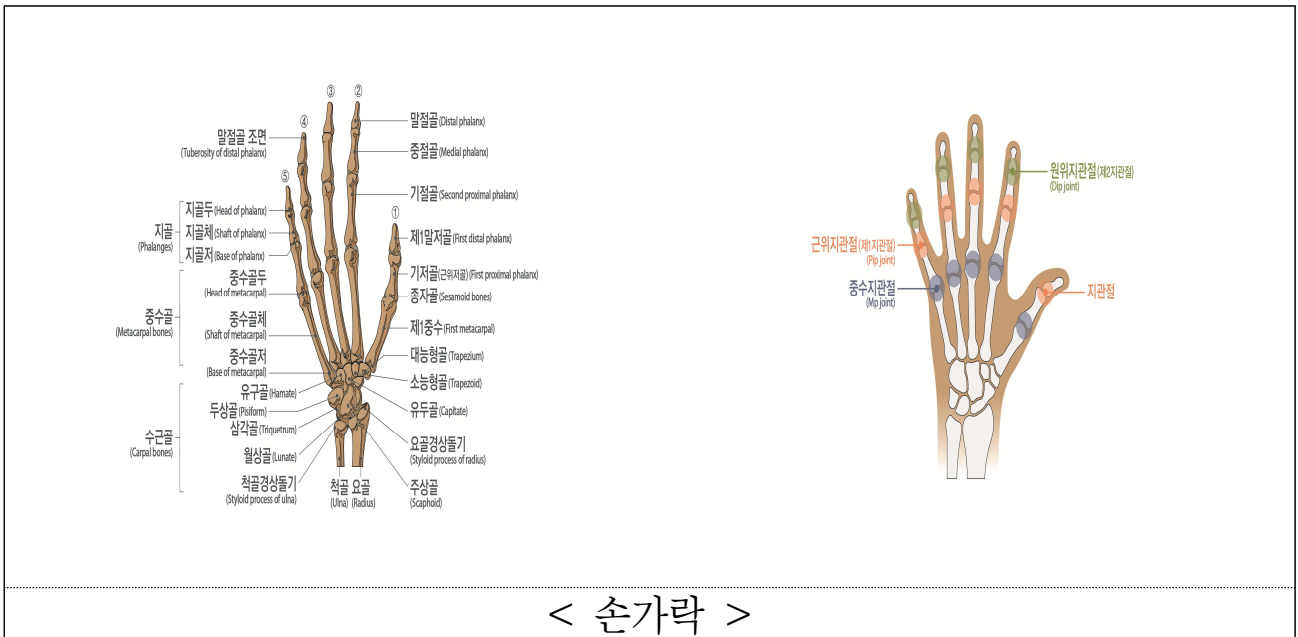 ③
②
④
말절골 (Distal phalanx)
말절골 조면
(Tuberosity of distal phalanx)
중절골 (Medial phalanx)
⑤
기절골 (Second proximal phalanx)
지골두 (Head of phalanx)
①
지골
(Phalanges)
지골체 (Shaft of phalanx)
제1말저골 (First distal phalanx)
지골저 (Base of phalanx)
기저골(근위저골) (First proximal phalanx)
중수골두
(Head of metacarpal)
종자골 (Sesamoid bones)
중수골
(Metacarpal bones)
중수골체
(Shaft of metacarpal)
제1중수 (First metacarpal)
중수골저
(Base of metacarpal)
대능형골 (Trapezium)
소능형골 (Trapezoid)
유구골 (Hamate)
두상골 (Pisiform)
유두골 (Capitate)
삼각골 (Triquetrum)
수근골
(Carpal bones)
월상골 (Lunate)
요골경상돌기
(Styloid process of radius)
척골경상돌기
(Styloid process of ulna)
척골
(Ulna)
요골
(Radius)
주상골
(Scaphoid)
원위지관절(제2지관절)
(Dip joint)
근위지관절(제1지관절)
(Pip joint)
중수지관절
(Mp joint)
지관절
< 손가락 >